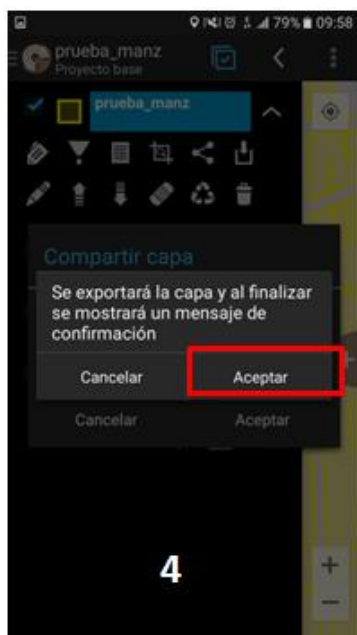 79% 09:58
prueba_manz
Proyecto base
prueba_manz
Compartir capa
Se exportará la capa y al finalizar
se mostrará un mensaje de
confirmación
Cancelar Aceptar
Cancelar Aceptar
4